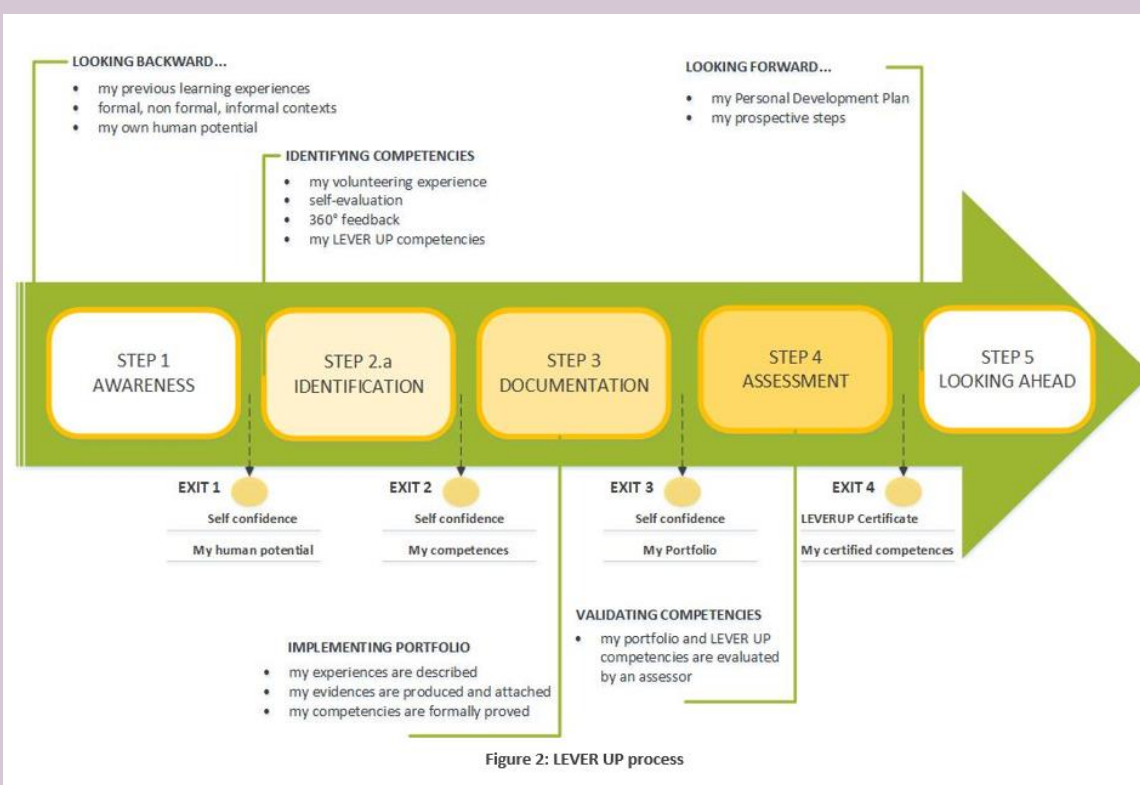 LOOKING BACKWARD...
• my previous learning experiences
• formal, non formal, informal contexts
• my own human potential
LOOKING FORWARD...
• my Personal Development Plan
• my prospective steps
IDENTIFYING COMPETENCIES
• my volunteering experience
• self-evaluation
• 360° feedback
• my LEVER UP competencies
STEP 1
AWARENESS
STEP 2.a
IDENTIFICATION
STEP 3
DOCUMENTATION
STEP 4
ASSESSMENT
STEP 5
LOOKING AHEAD
EXIT 1
Self confidence
My human potential
EXIT 2
Self confidence
My competences
EXIT 3
Self confidence
My Portfolio
EXIT 4
LEVERUP Certificate
My certified competences
IMPLEMENTING PORTFOLIO
• my experiences are described
• my evidences are produced and attached
• my competencies are formally proved
VALIDATING COMPETENCIES
• my portfolio and LEVER UP
competencies are evaluated
by an assessor
Figure 2: LEVER UP process